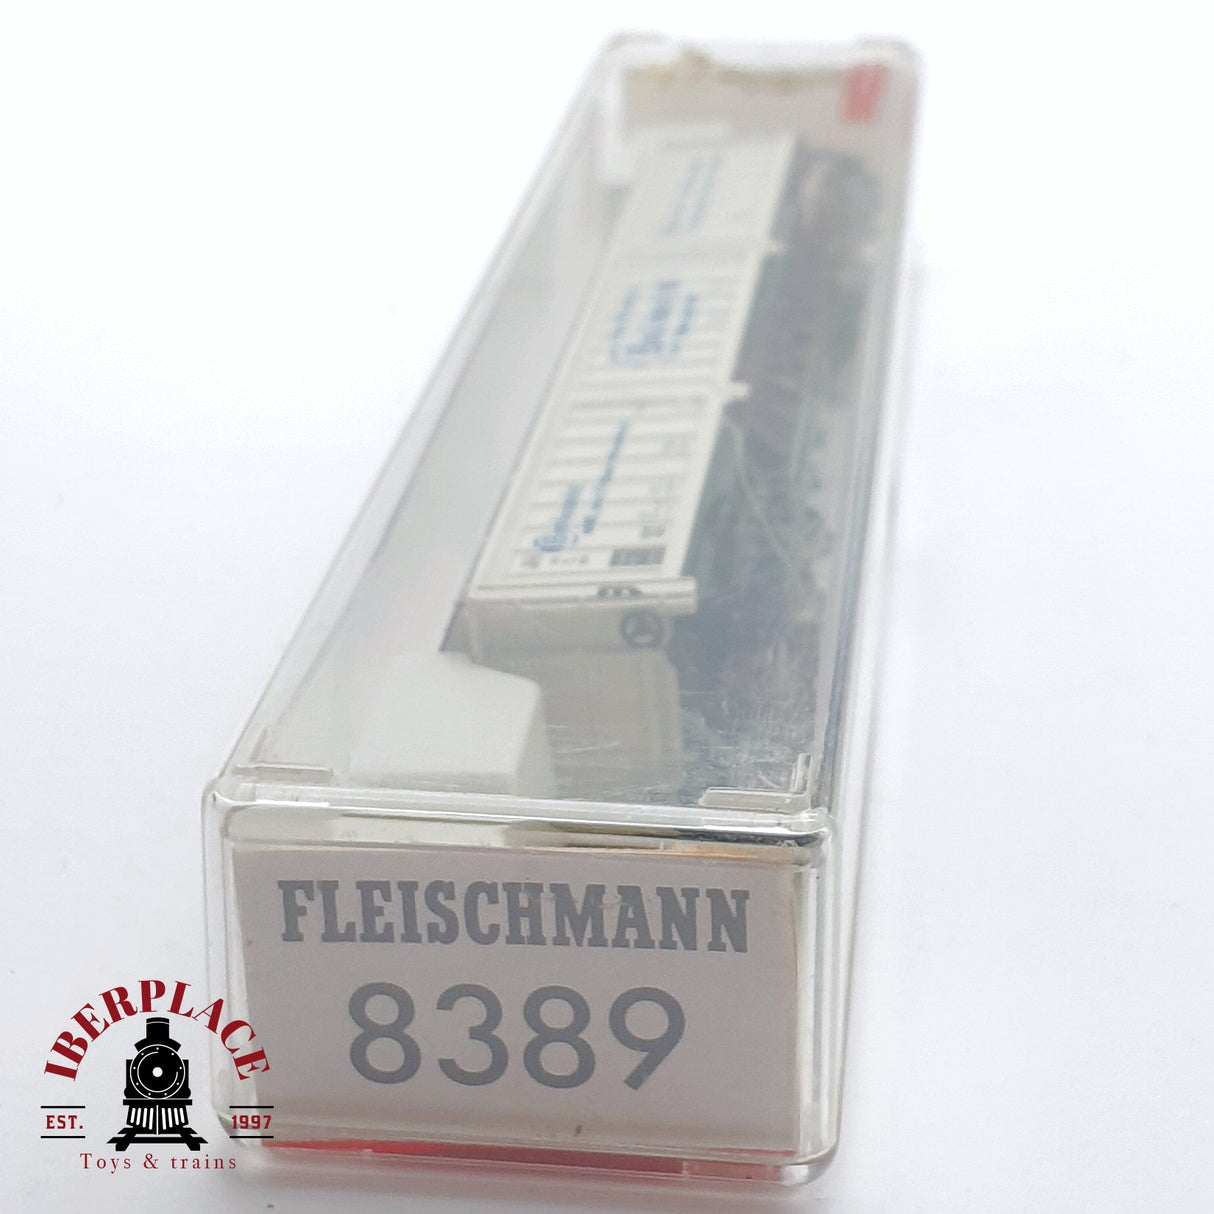 FLEISCHMANN
8389
IBERPLACE
EST. 1997
Toys & trains